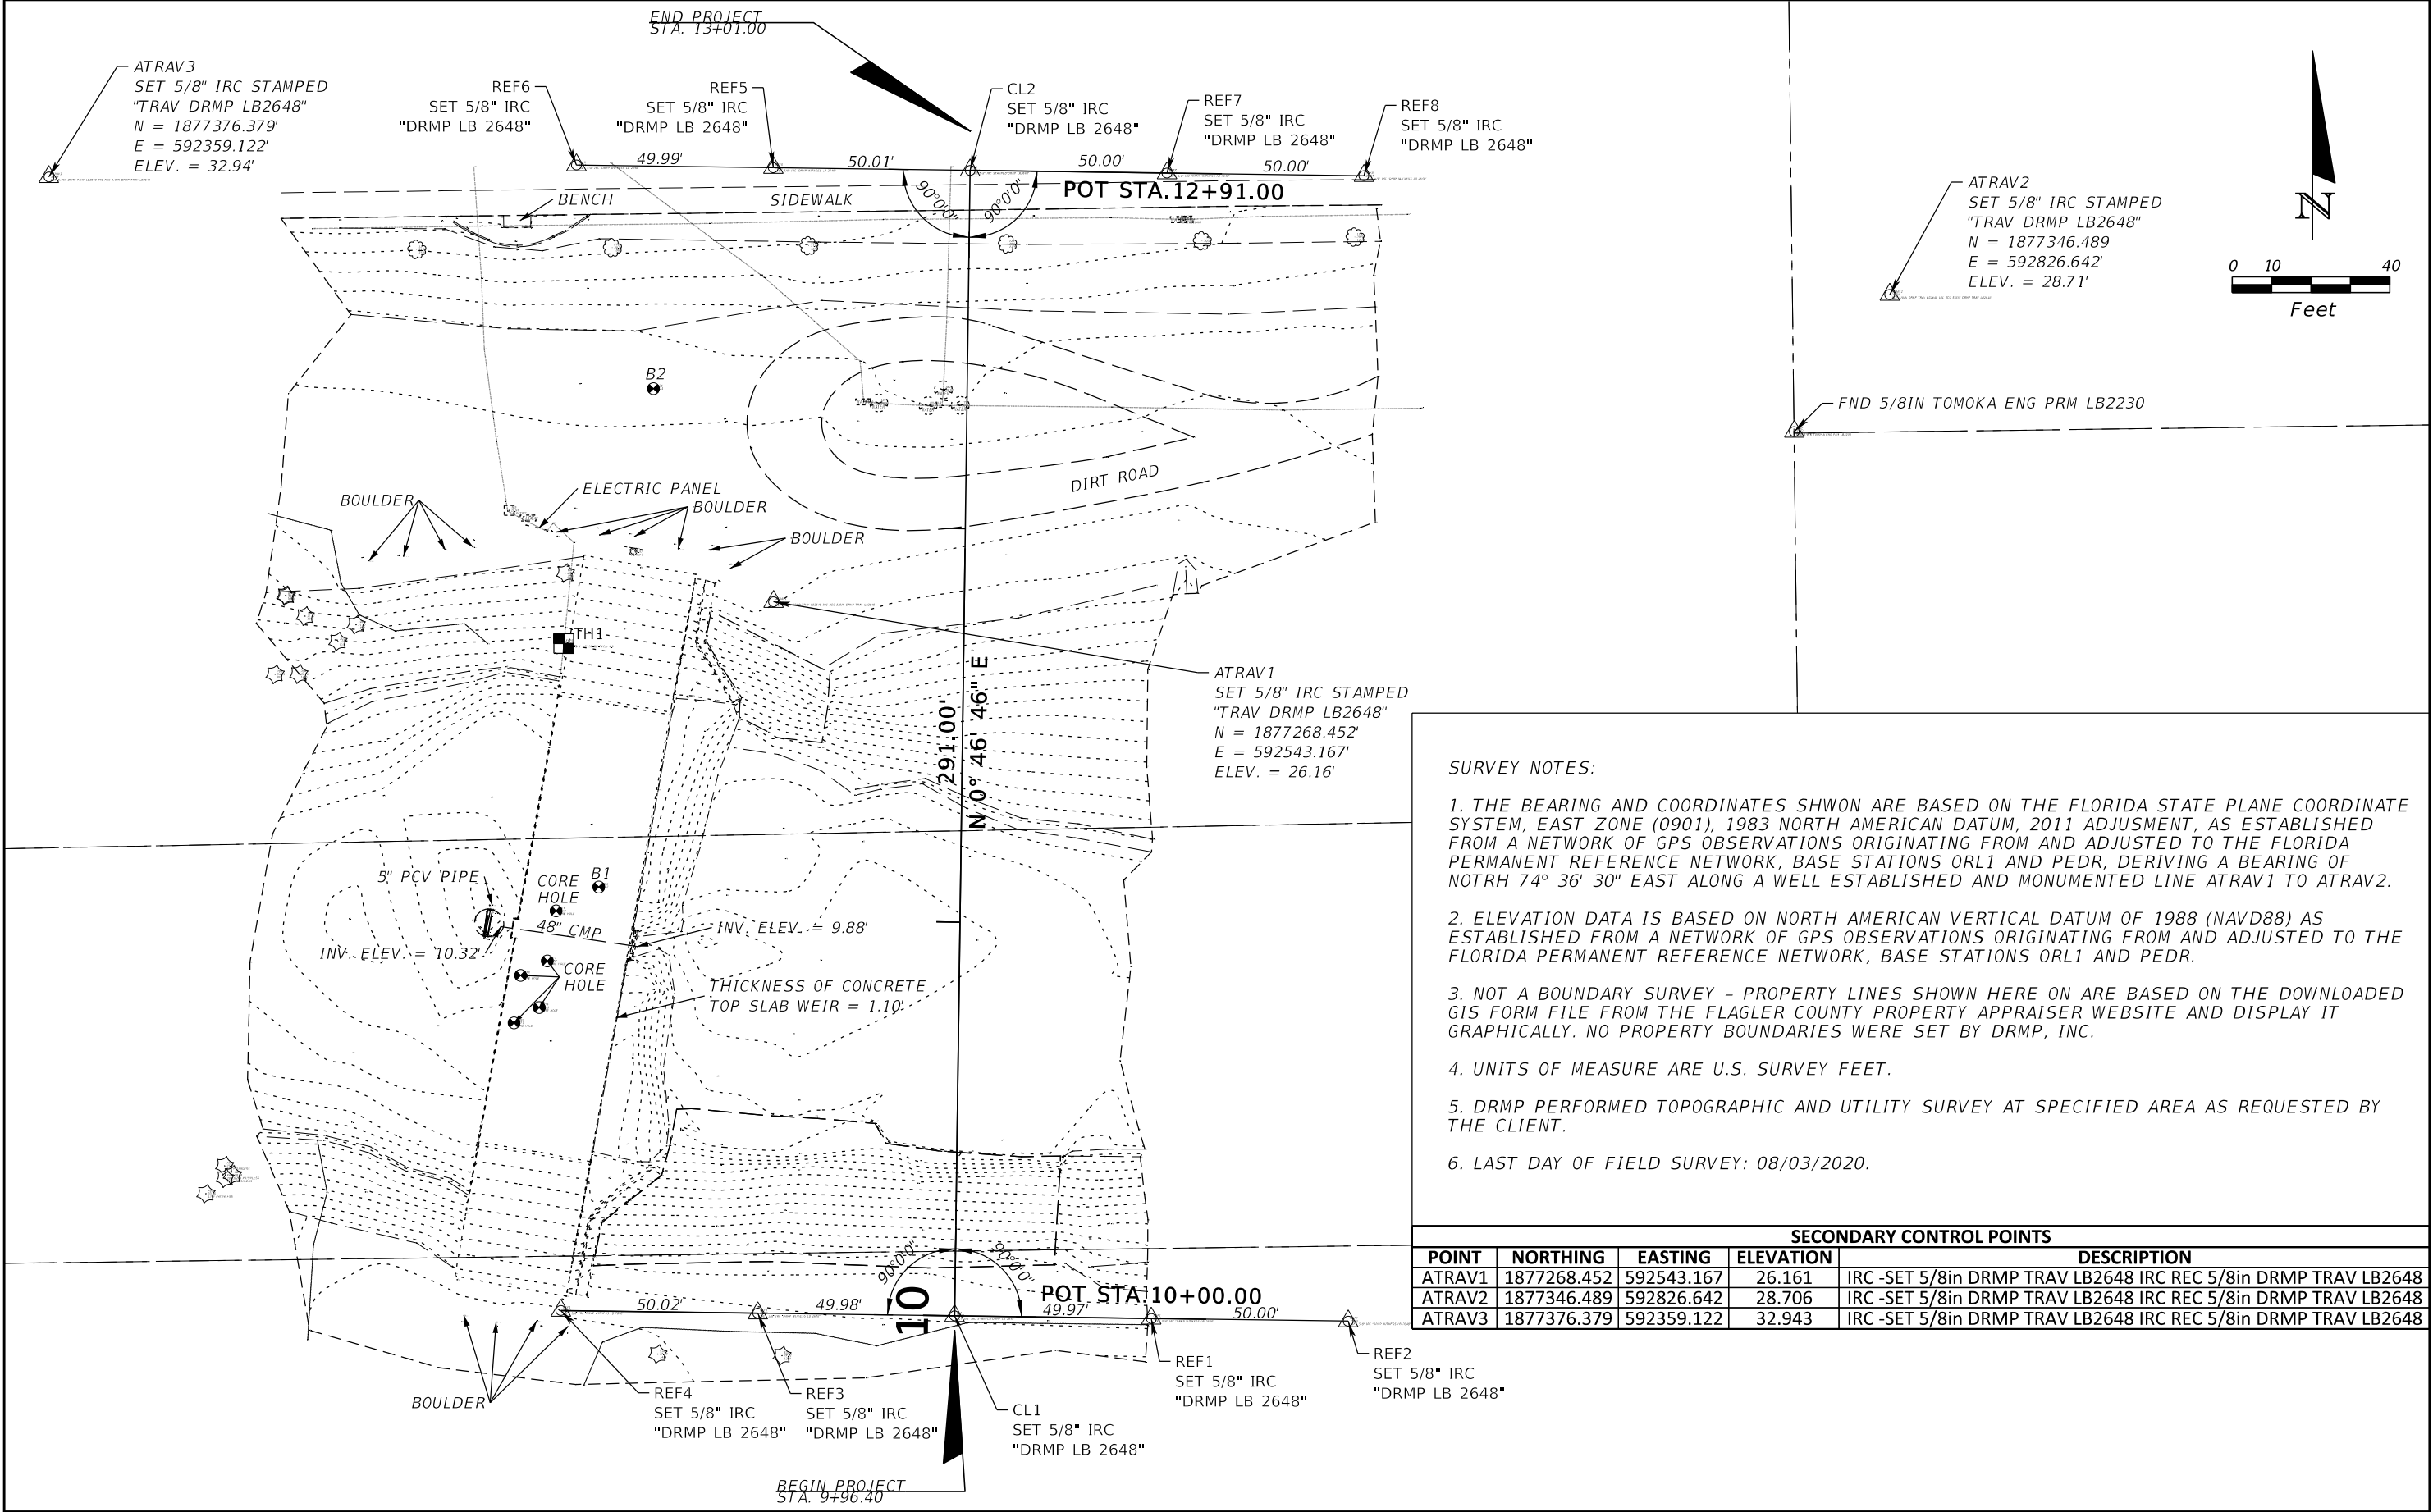 END PROJECT
STA. 13+01.00
ATRAV3
SET 5/8" IRC STAMPED
"TRAV DRMP LB2648"
N = 1877376.379'
E = 592359.122'
ELEV. = 32.94'
REF6
SET 5/8" IRC
"DRMP LB 2648"
REF5
SET 5/8" IRC
"DRMP LB 2648"
CL2
SET 5/8" IRC
"DRMP LB 2648"
REF7
SET 5/8" IRC
"DRMP LB 2648"
REF8
SET 5/8" IRC
"DRMP LB 2648"
49.99'
50.01'
50.00'
50.00'
90°0'0"
90°0'0"
POT STA.12+91.00
BENCH
SIDEWALK
ATRAV2
SET 5/8" IRC STAMPED
"TRAV DRMP LB2648"
N = 1877346.489
E = 592826.642'
ELEV. = 28.71'
N
0 10 40
Feet
B2
FND 5/8IN TOMOKA ENG PRM LB2230
DIRT ROAD
BOULDER
ELECTRIC PANEL
BOULDER
BOULDER
TH1
ATRAV1
SET 5/8" IRC STAMPED
"TRAV DRMP LB2648"
N = 1877268.452'
E = 592543.167'
ELEV. = 26.16'
291.00'
N 0° 46' 46" E
5" PCV PIPE
CORE
HOLE
B1
48" CMP
INV. ELEV. = 9.88'
INV. ELEV. = 10.32'
CORE
HOLE
THICKNESS OF CONCRETE
TOP SLAB WEIR = 1.10'
SURVEY NOTES:
1. THE BEARING AND COORDINATES SHWON ARE BASED ON THE FLORIDA STATE PLANE COORDINATE
SYSTEM, EAST ZONE (0901), 1983 NORTH AMERICAN DATUM, 2011 ADJUSMENT, AS ESTABLISHED
FROM A NETWORK OF GPS OBSERVATIONS ORIGINATING FROM AND ADJUSTED TO THE FLORIDA
PERMANENT REFERENCE NETWORK, BASE STATIONS ORL1 AND PEDR, DERIVING A BEARING OF
NOTRH 74° 36' 30" EAST ALONG A WELL ESTABLISHED AND MONUMENTED LINE ATRAV1 TO ATRAV2.
2. ELEVATION DATA IS BASED ON NORTH AMERICAN VERTICAL DATUM OF 1988 (NAVD88) AS
ESTABLISHED FROM A NETWORK OF GPS OBSERVATIONS ORIGINATING FROM AND ADJUSTED TO THE
FLORIDA PERMANENT REFERENCE NETWORK, BASE STATIONS ORL1 AND PEDR.
3. NOT A BOUNDARY SURVEY - PROPERTY LINES SHOWN HERE ON ARE BASED ON THE DOWNLOADED
GIS FORM FILE FROM THE FLAGLER COUNTY PROPERTY APPRAISER WEBSITE AND DISPLAY IT
GRAPHICALLY. NO PROPERTY BOUNDARIES WERE SET BY DRMP, INC.
4. UNITS OF MEASURE ARE U.S. SURVEY FEET.
5. DRMP PERFORMED TOPOGRAPHIC AND UTILITY SURVEY AT SPECIFIED AREA AS REQUESTED BY
THE CLIENT.
6. LAST DAY OF FIELD SURVEY: 08/03/2020.
SECONDARY CONTROL POINTS
POINT NORTHING EASTING ELEVATION DESCRIPTION
ATRAV1 1877268.452 592543.167 26.161 IRC -SET 5/8in DRMP TRAV LB2648 IRC REC 5/8in DRMP TRAV LB2648
ATRAV2 1877346.489 592826.642 28.706 IRC -SET 5/8in DRMP TRAV LB2648 IRC REC 5/8in DRMP TRAV LB2648
ATRAV3 1877376.379 592359.122 32.943 IRC -SET 5/8in DRMP TRAV LB2648 IRC REC 5/8in DRMP TRAV LB2648
90°0'0"
90°0'0"
10
POT STA.10+00.00
50.02'
49.98'
49.97'
50.00'
BOULDER
REF4
SET 5/8" IRC
"DRMP LB 2648"
REF3
SET 5/8" IRC
"DRMP LB 2648"
CL1
SET 5/8" IRC
"DRMP LB 2648"
REF1
SET 5/8" IRC
"DRMP LB 2648"
REF2
SET 5/8" IRC
"DRMP LB 2648"
BEGIN PROJECT
STA. 9+96.40